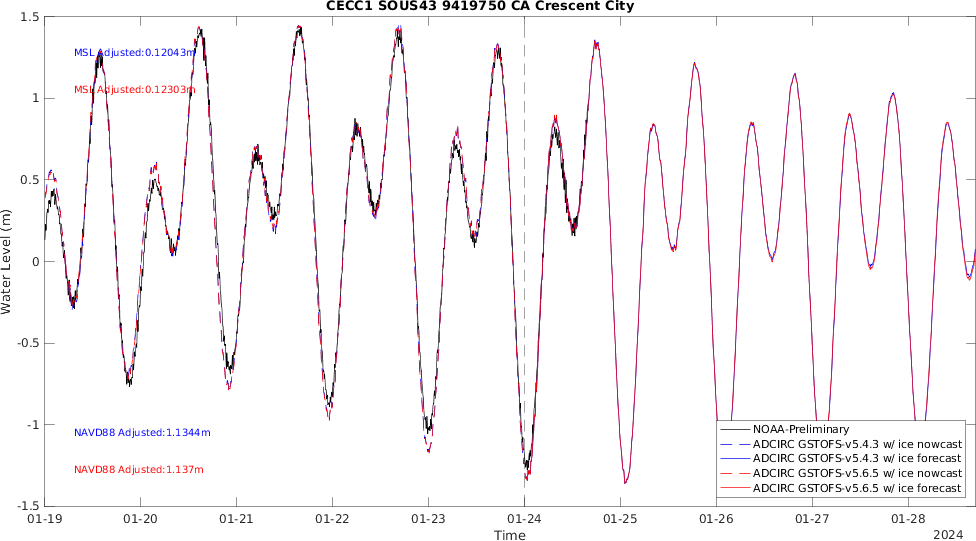 CECC1 SOUS43 9419750 CA Crescent City
1.5
1
0.5
0
-0.5
-1
-1.5
Water Level (m)
MSL Adjusted:0.12043m
MSL Adjusted:0.12303m
NAVD88 Adjusted:1.1344m
NAVD88 Adjusted:1.137m
NOAA-Preliminary
ADCIRC GSTOFS-v5.4.3 w/ ice nowcast
ADCIRC GSTOFS-v5.4.3 w/ ice forecast
ADCIRC GSTOFS-v5.6.5 w/ ice nowcast
ADCIRC GSTOFS-v5.6.5 w/ ice forecast
01-19 01-20 01-21 01-22 01-23 01-24 01-25 01-26 01-27 01-28
Time
2024